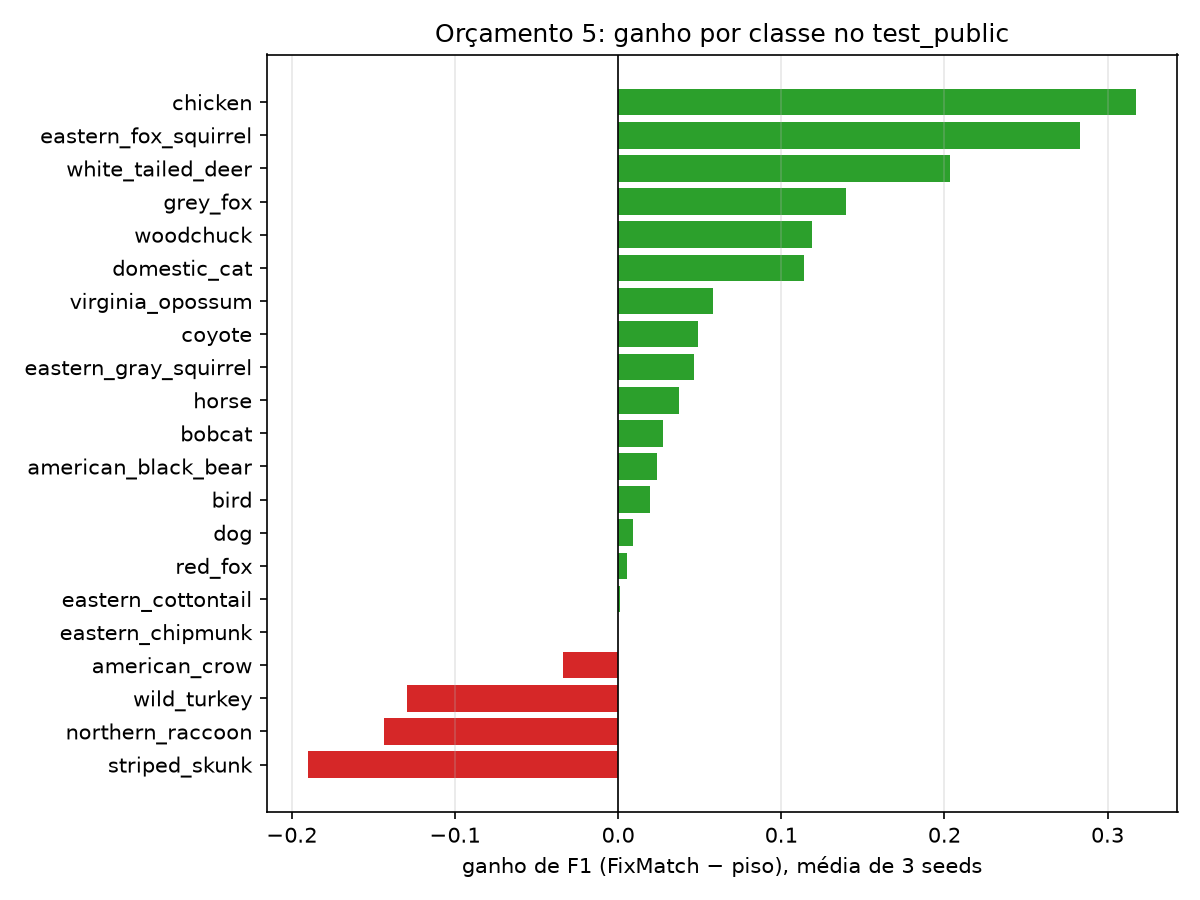 Orçamento 5: ganho por classe no test_public
chicken
eastern_fox_squirrel
white_tailed_deer
grey_fox
woodchuck
domestic_cat
virginia_opossum
coyote
eastern_gray_squirrel
horse
bobcat
american_black_bear
bird
dog
red_fox
eastern_cottontail
eastern_chipmunk
american_crow
wild_turkey
northern_raccoon
striped_skunk
−0.2 −0.1 0.0 0.1 0.2 0.3
ganho de F1 (FixMatch − piso), média de 3 seeds